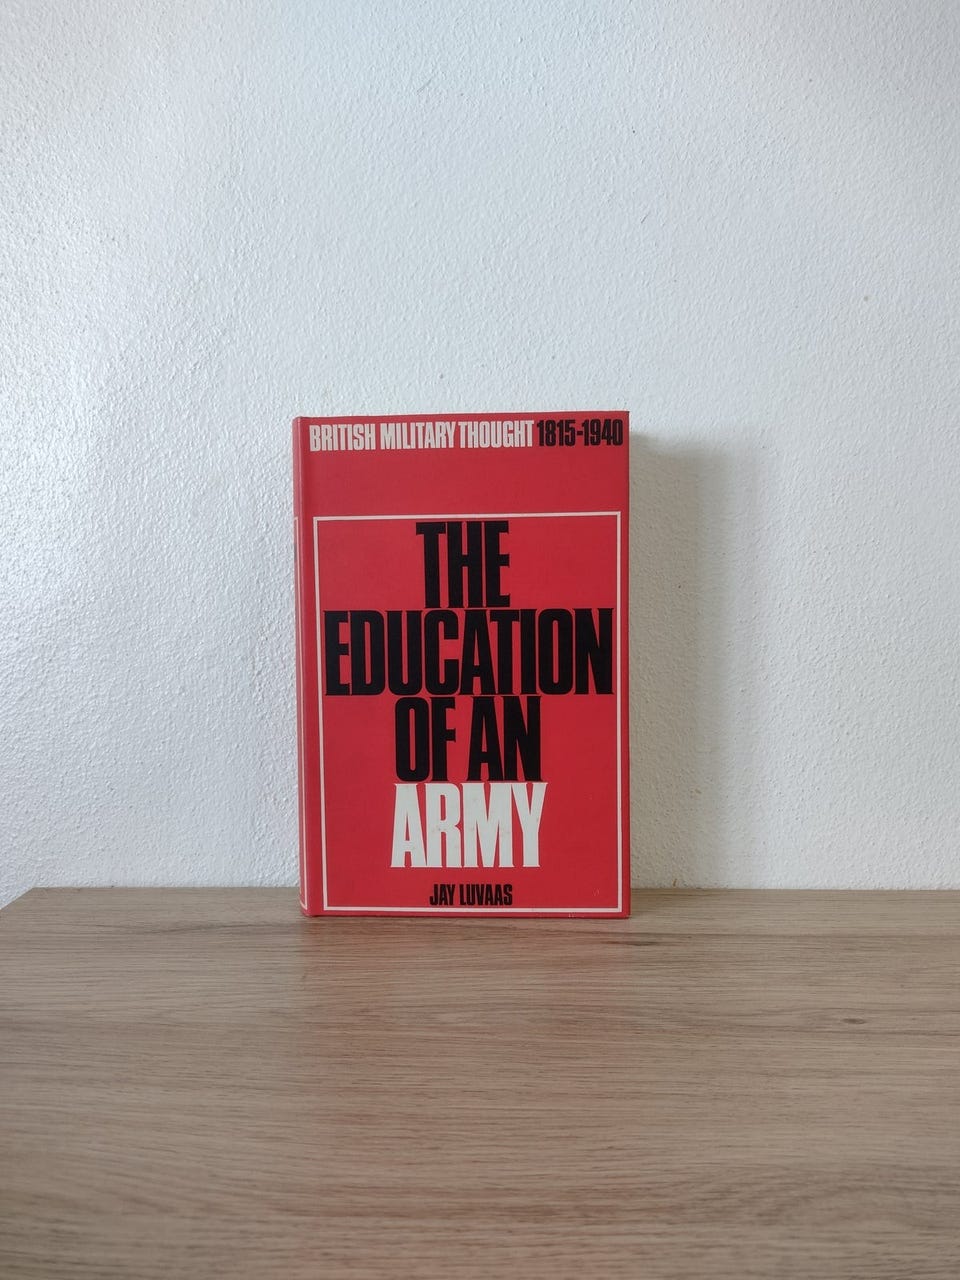 BRITISH MILITARY THOUGHT 1815-1940
THE
EDUCATION
OF AN
ARMY
JAY LUVAAS